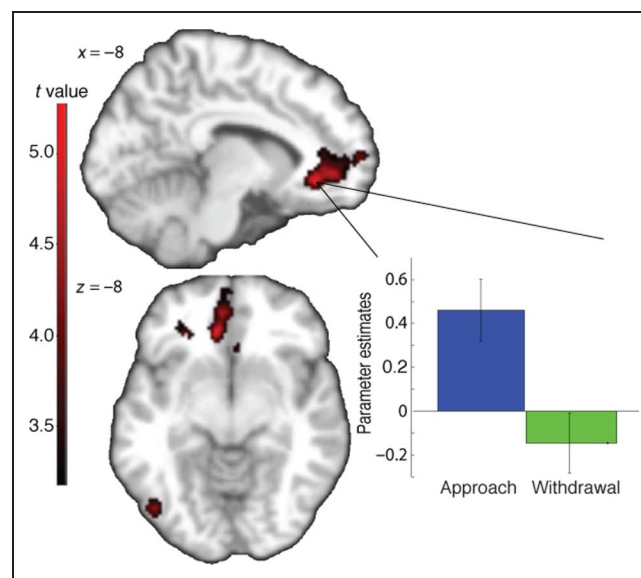 x = −8
t value
5.0
4.5
z = −8
4.0
3.5
Parameter estimates
0.6
0.4
0.2
0
−0.2
Approach Withdrawal